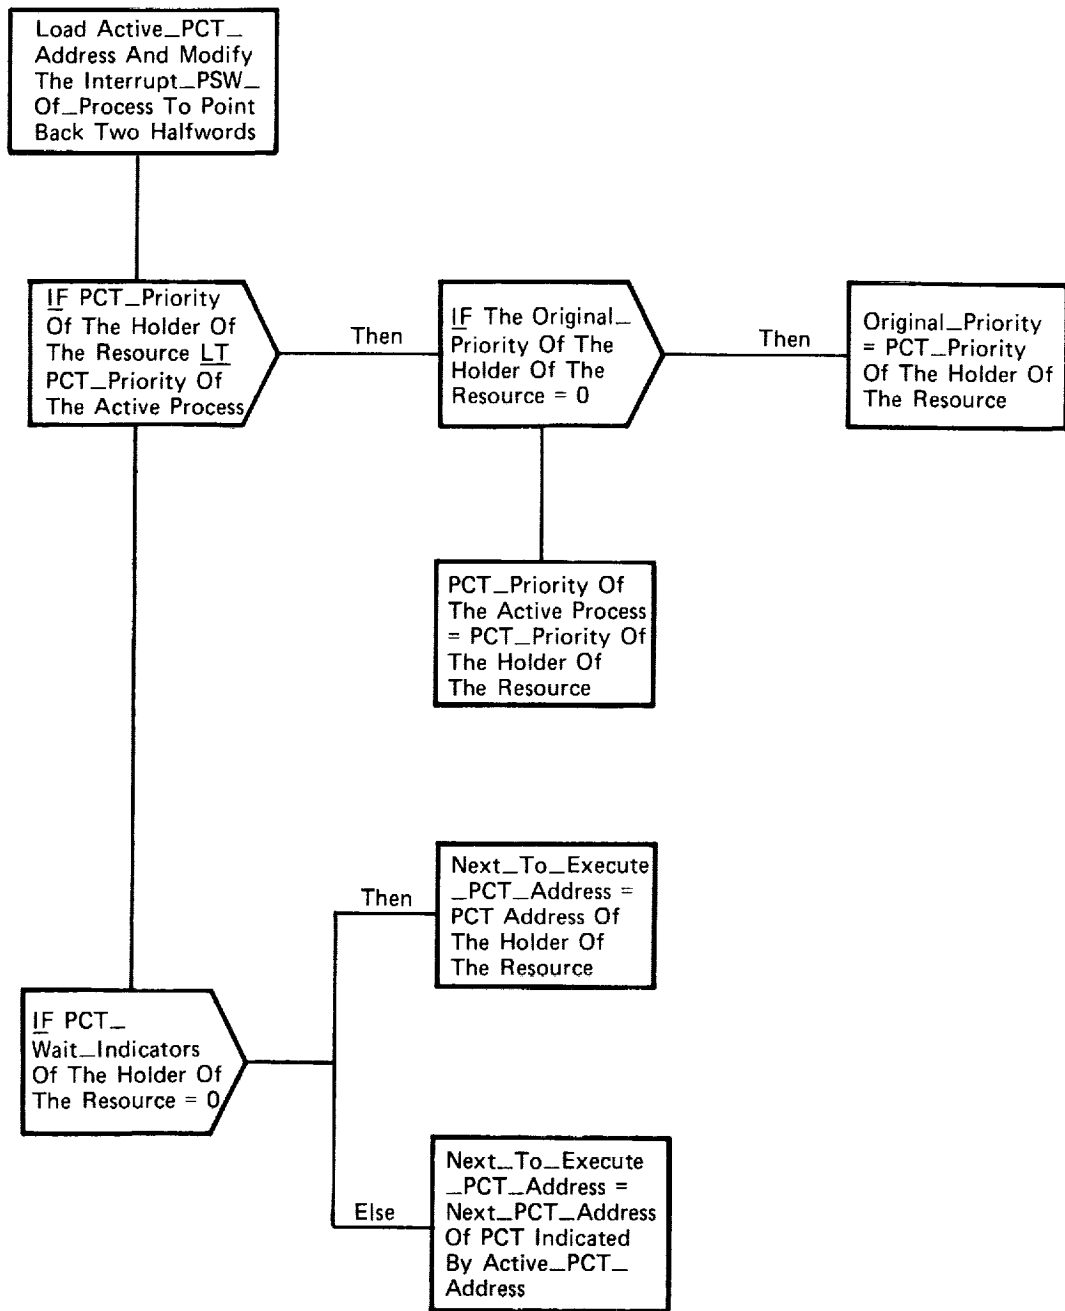 Load Active_PCT_
Address And Modify
The Interrupt_PSW_
Of_Process To Point
Back Two Halfwords
IF PCT_Priority
Of The Holder Of
The Resource LT
PCT_Priority Of
The Active Process
Then
IF The Original_
Priority Of The
Holder Of The
Resource = 0
Then
Original_Priority
= PCT_Priority
Of The Holder Of
The Resource
PCT_Priority Of
The Active Process
= PCT_Priority Of
The Holder Of
The Resource
IF PCT_
Wait_Indicators
Of The Holder Of
The Resource = 0
Then
Next_To_Execute
_PCT_Address =
PCT Address Of
The Holder Of
The Resource
Else
Next_To_Execute
_PCT_Address =
Next_PCT_Address
Of PCT Indicated
By Active_PCT_
Address